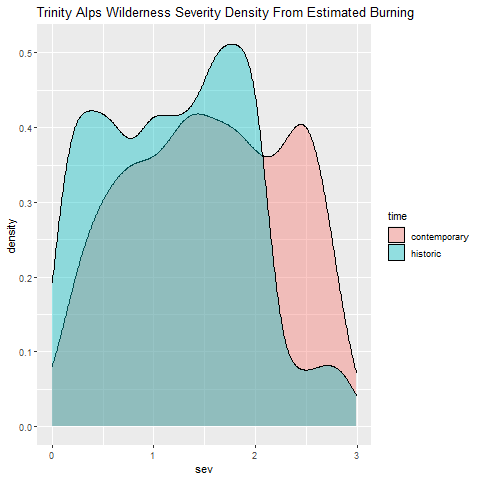 Trinity Alps Wilderness Severity Density From Estimated Burning
0.5
0.4
0.3
0.2
0.1
0.0
density
0 1 2 3
sev
time
contemporary
historic